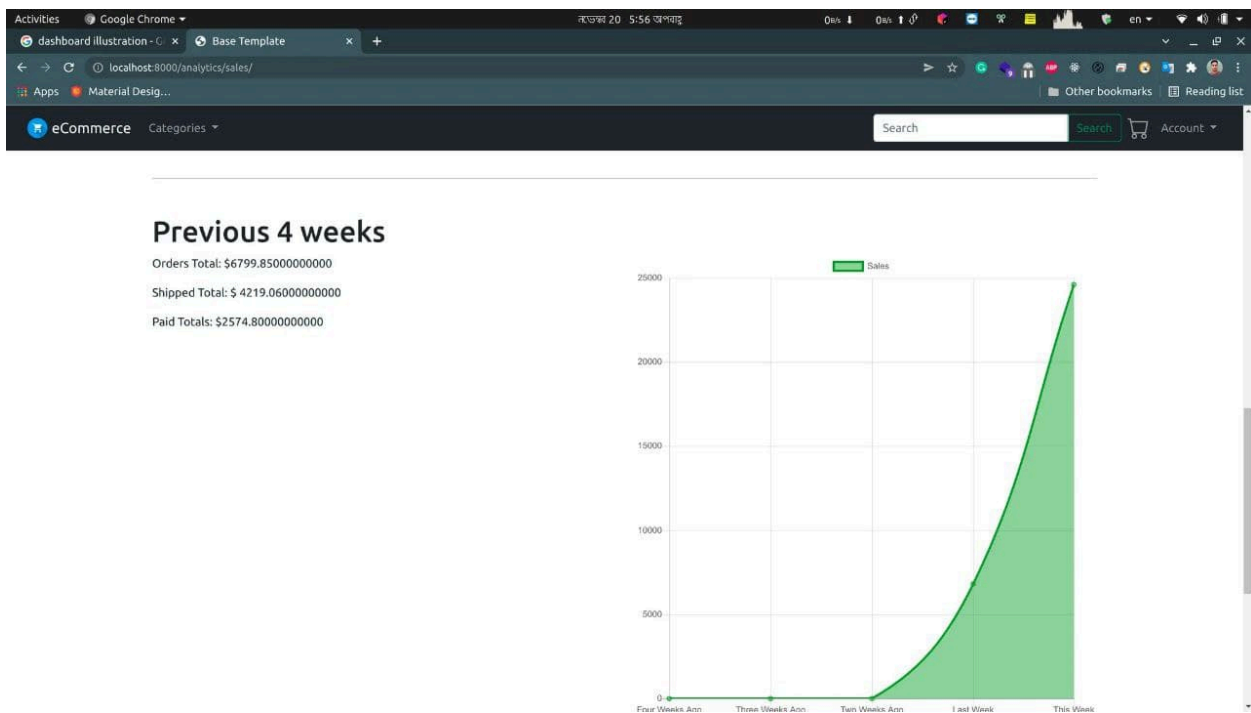 Activities Google Chrome নভেম্বর 20 5:56 অপরাহ্ন 0B/s 0B/s en
dashboard illustration - G Base Template
localhost:8000/analytics/sales/
Apps Material Desig... Other bookmarks Reading list
eCommerce Categories Search Search Account
Previous 4 weeks
Orders Total: $6799.85000000000
Shipped Total: $ 4219.06000000000
Paid Totals: $2574.80000000000
Sales
25000
20000
15000
10000
5000
0
Four Weeks Ago Three Weeks Ago Two Weeks Ago Last Week This Week